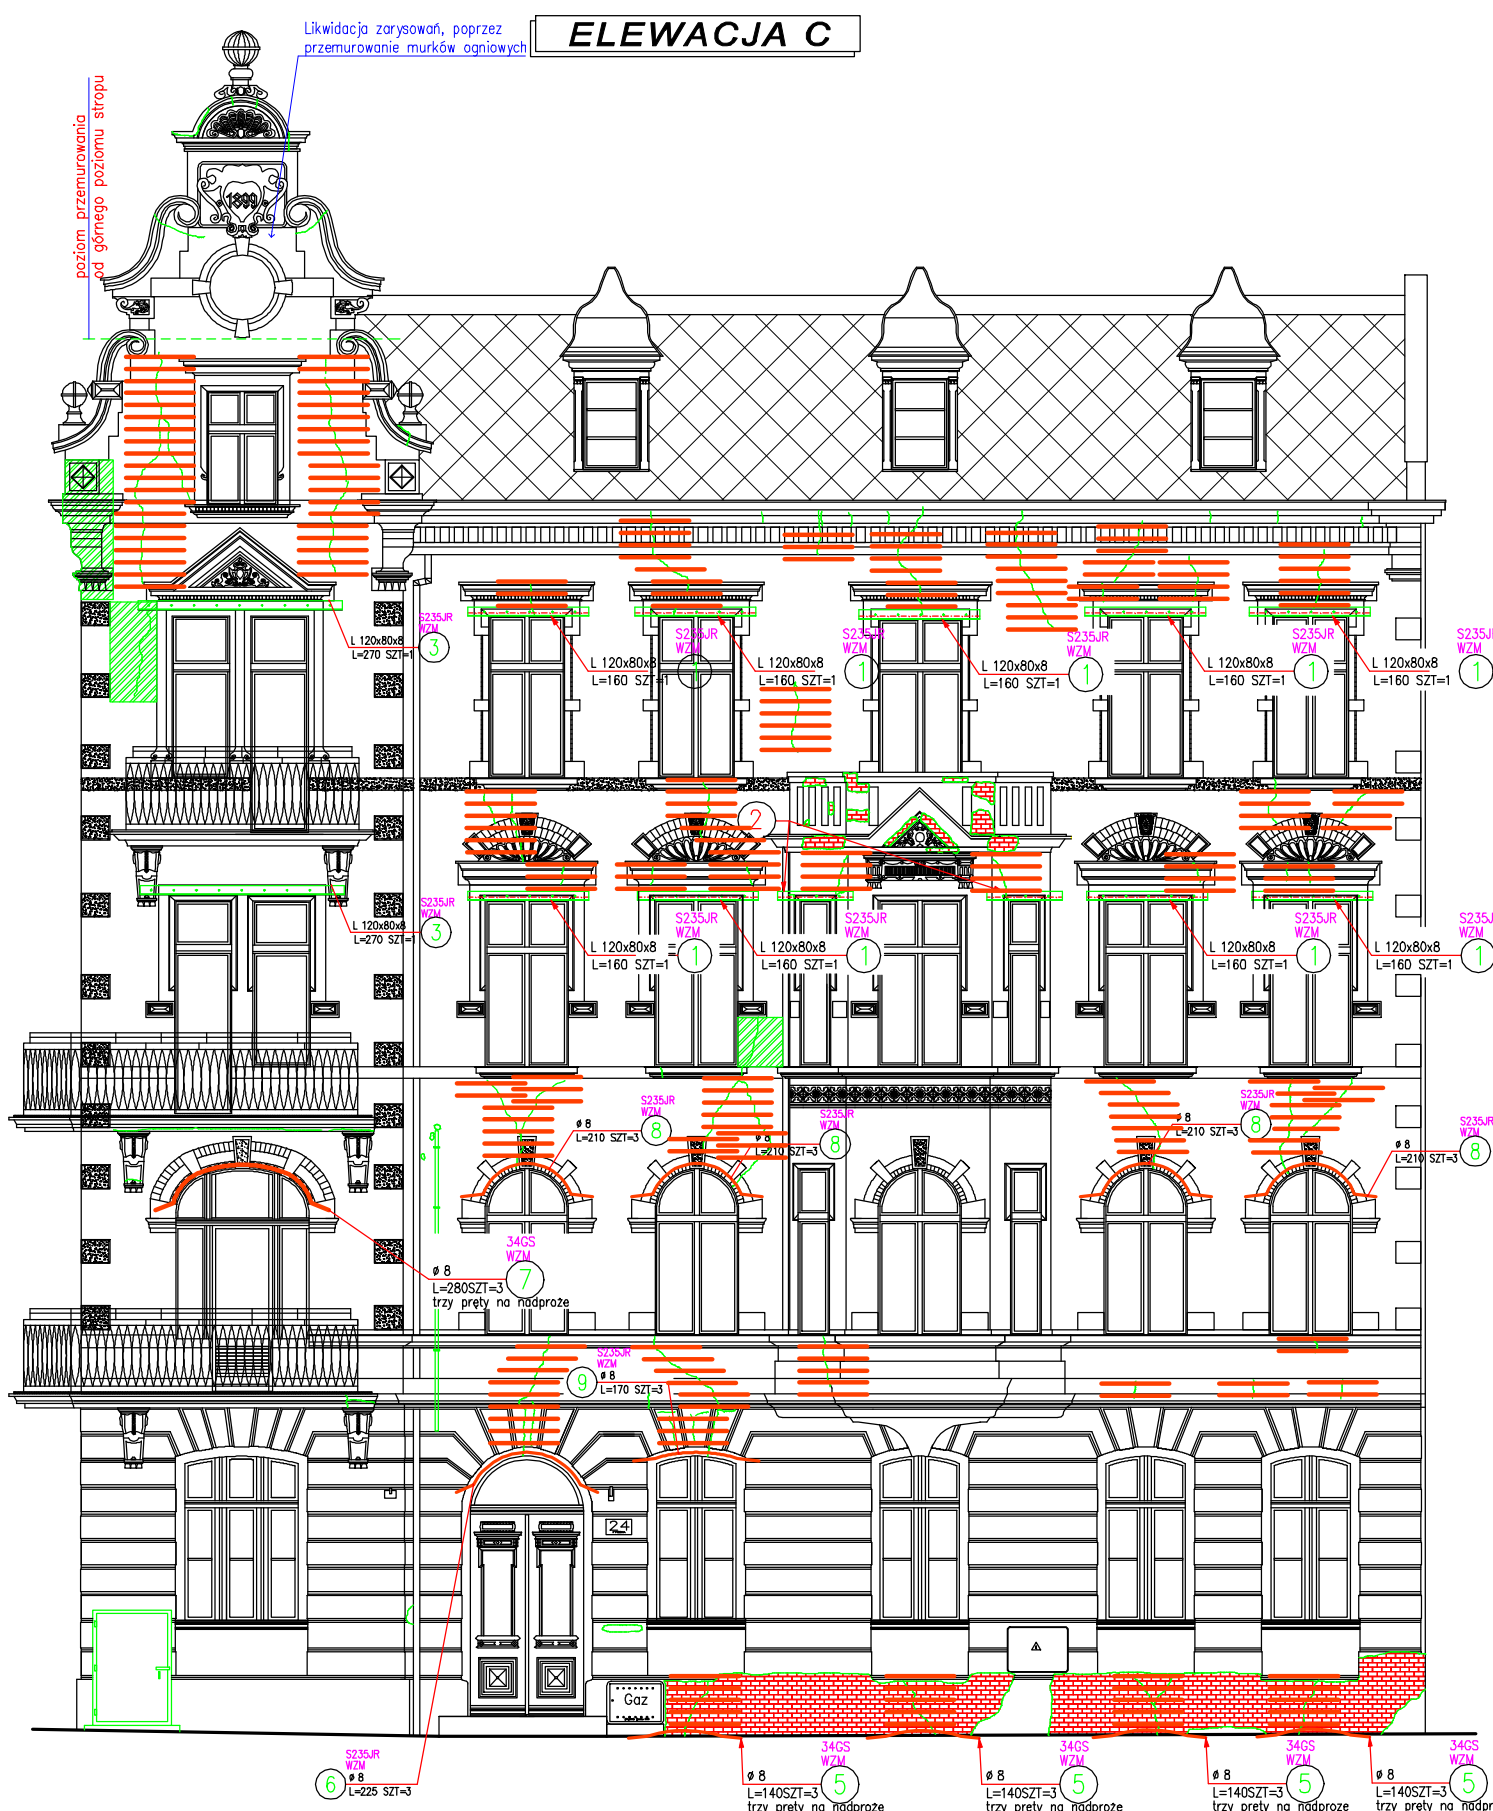 ELEWACJA C
Likwidacja zarysowań, poprzez
przemurowanie murków ogniowych
poziom przemurowania
od górnego poziomu stropu
1899
S235JR
WZM
3
L 120x80x8
L=270 SZT=1
S235JR
WZM
1
L 120x80x8
L=160 SZT=1
S235JR
WZM
1
L 120x80x8
L=160 SZT=1
S235JR
WZM
1
L 120x80x8
L=160 SZT=1
S235JR
WZM
1
L 120x80x8
L=160 SZT=1
S235J
WZM
1
L 120x80x8
L=160 SZT=1
2
S235JR
WZM
3
L 120x80x8
L=270 SZT=1
S235JR
WZM
1
L 120x80x8
L=160 SZT=1
S235JR
WZM
1
L 120x80x8
L=160 SZT=1
S235JR
WZM
1
L 120x80x8
L=160 SZT=1
S235J
WZM
1
L 120x80x8
L=160 SZT=1
S235JR
WZM
8
ø 8
L=210 SZT=3
S235JR
WZM
8
ø 8
L=210 SZT=3
S235JR
WZM
8
ø 8
L=210 SZT=3
S235JR
WZM
8
ø 8
L=210 SZT=3
34GS
WZM
7
ø 8
L=280SZT=3
trzy pręty na nadproże
S235JR
WZM
9
ø 8
L=170 SZT=3
24
Gaz
S235JR
WZM
6
ø 8
L=225 SZT=3
34GS
WZM
5
ø 8
L=140SZT=3
trzy pręty na nadproże
34GS
WZM
5
ø 8
L=140SZT=3
trzy pręty na nadproże
34GS
WZM
5
ø 8
L=140SZT=3
trzy pręty na nadproże
34GS
WZM
5
ø 8
L=140SZT=3
trzy pręty na nadproż